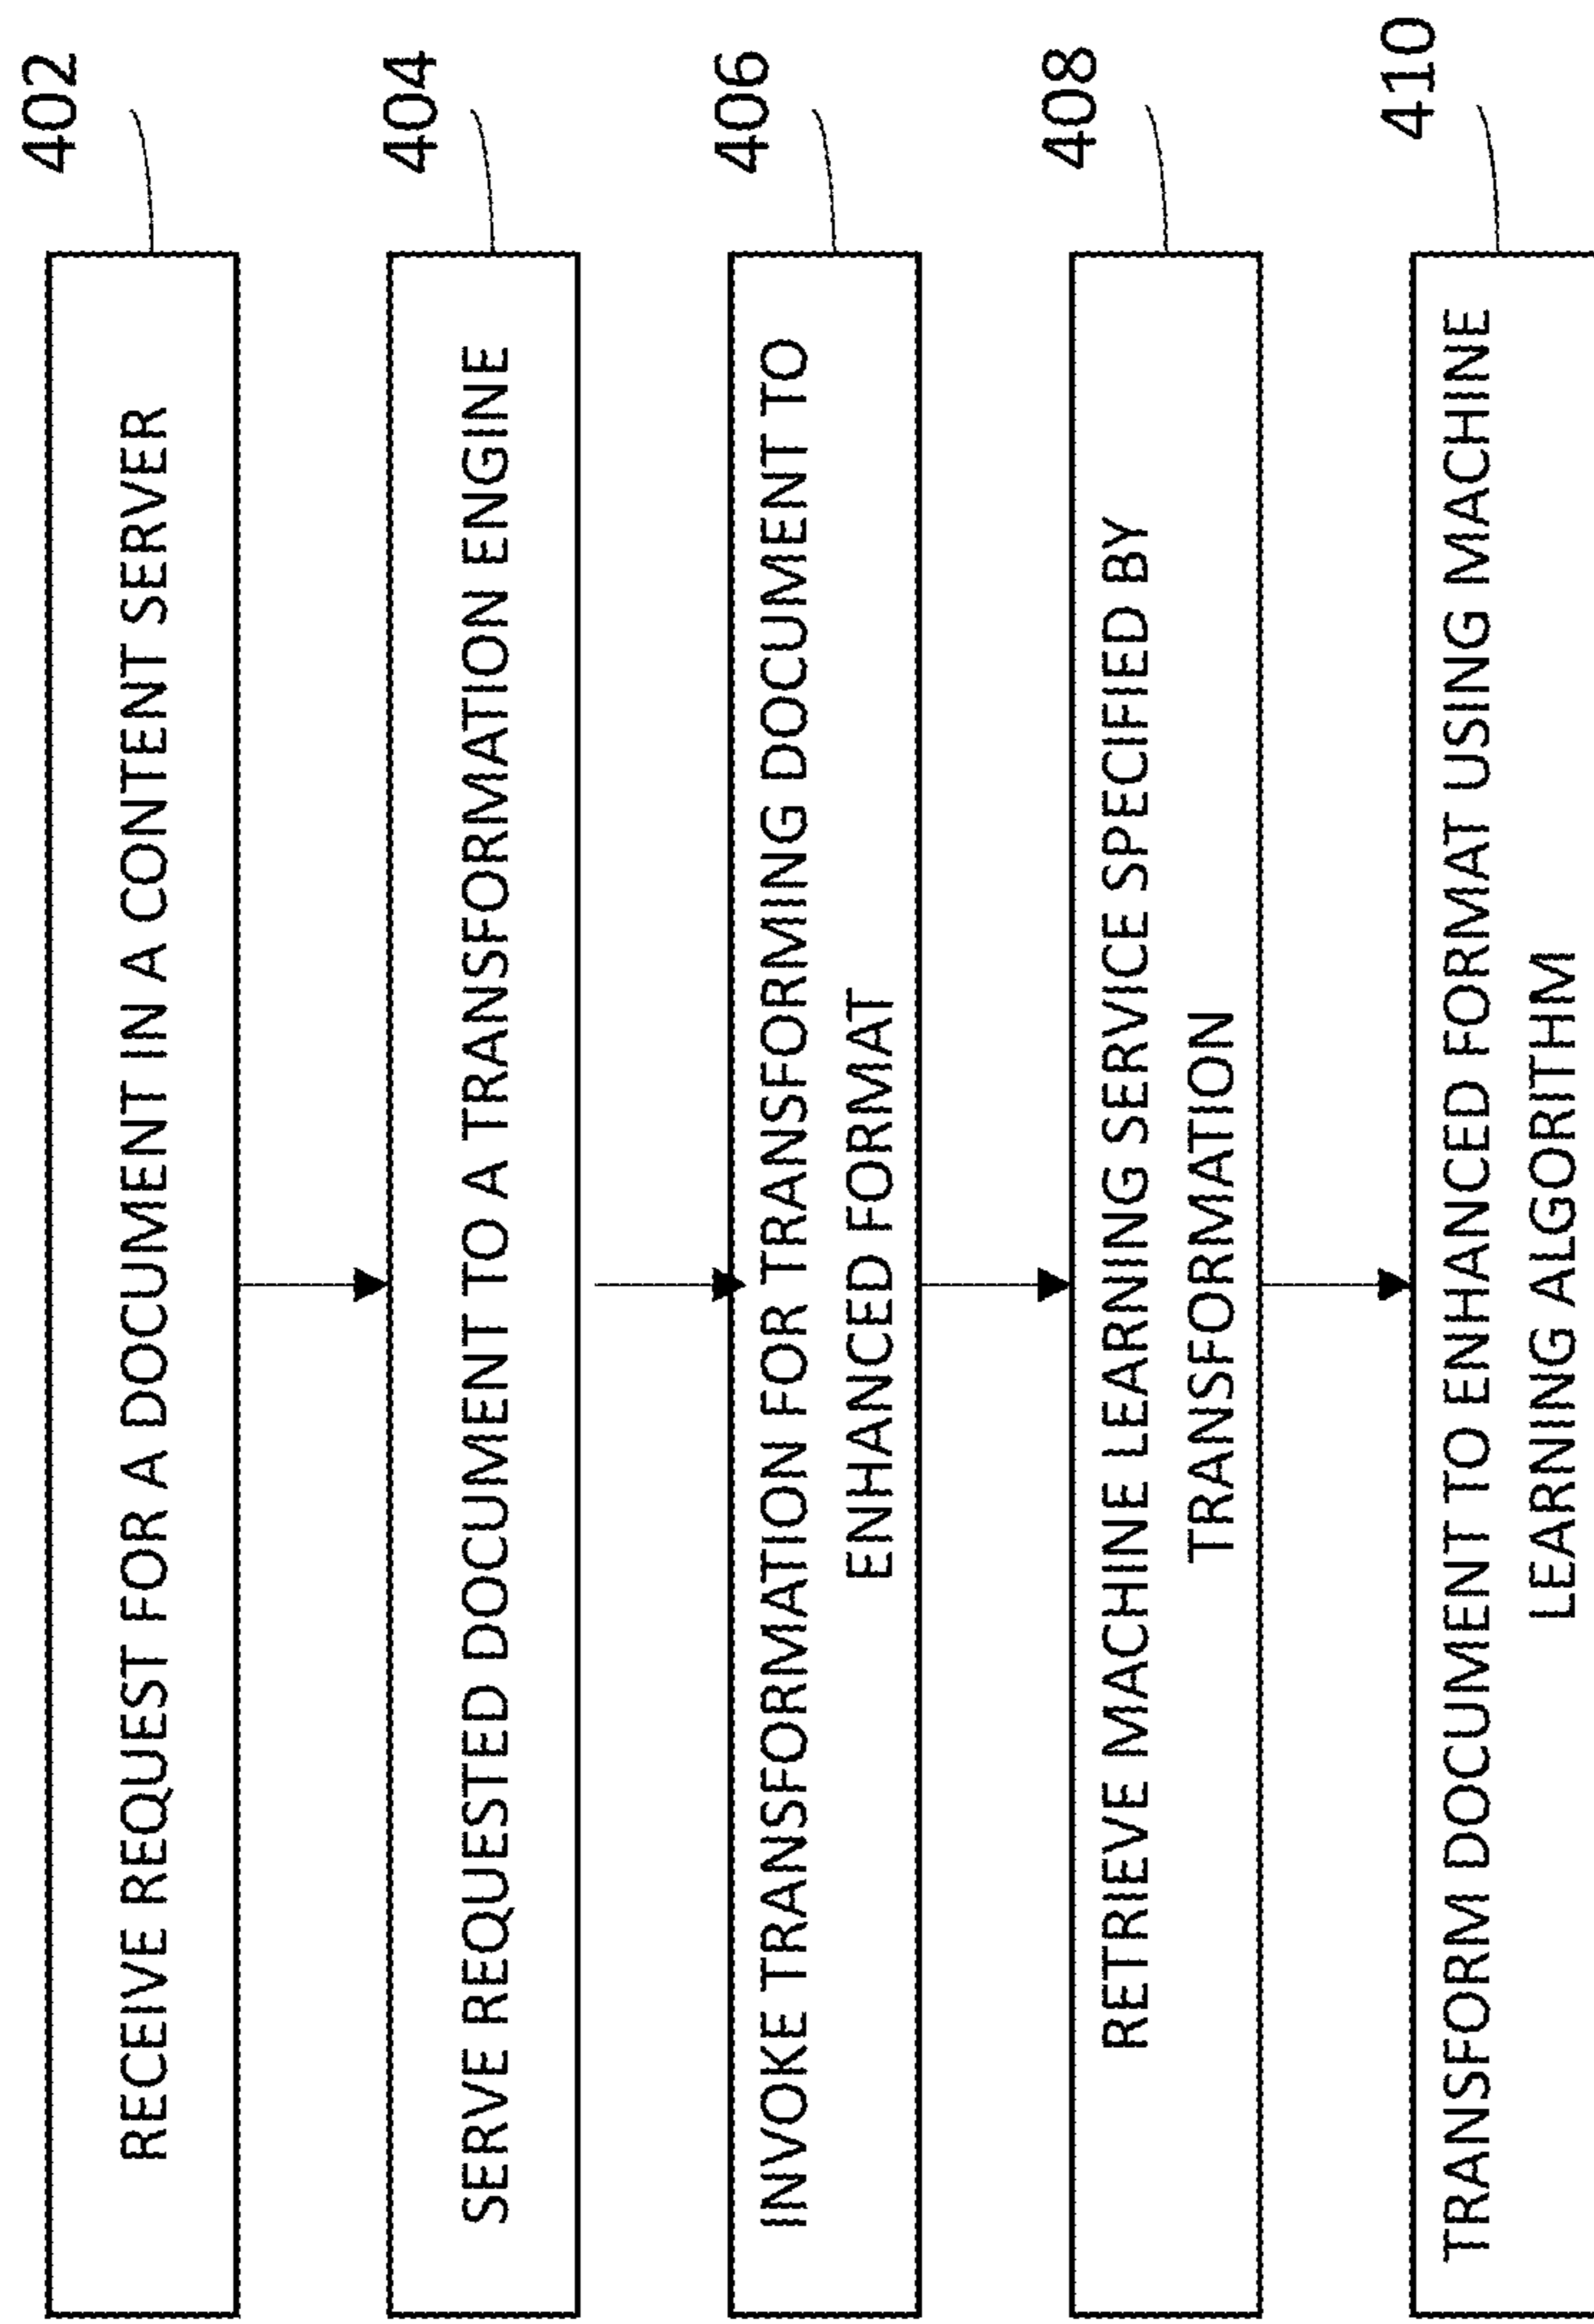 RECEIVE REQUEST FOR A DOCUMENT IN A CONTENT SERVER
402
SERVE REQUESTED DOCUMENT TO A TRANSFORMATION ENGINE
404
INVOKE TRANSFORMATION FOR TRANSFORMING DOCUMENT TO
ENHANCED FORMAT
406
RETRIEVE MACHINE LEARNING SERVICE SPECIFIED BY
TRANSFORMATION
408
TRANSFORM DOCUMENT TO ENHANCED FORMAT USING MACHINE
LEARNING ALGORITHM
410